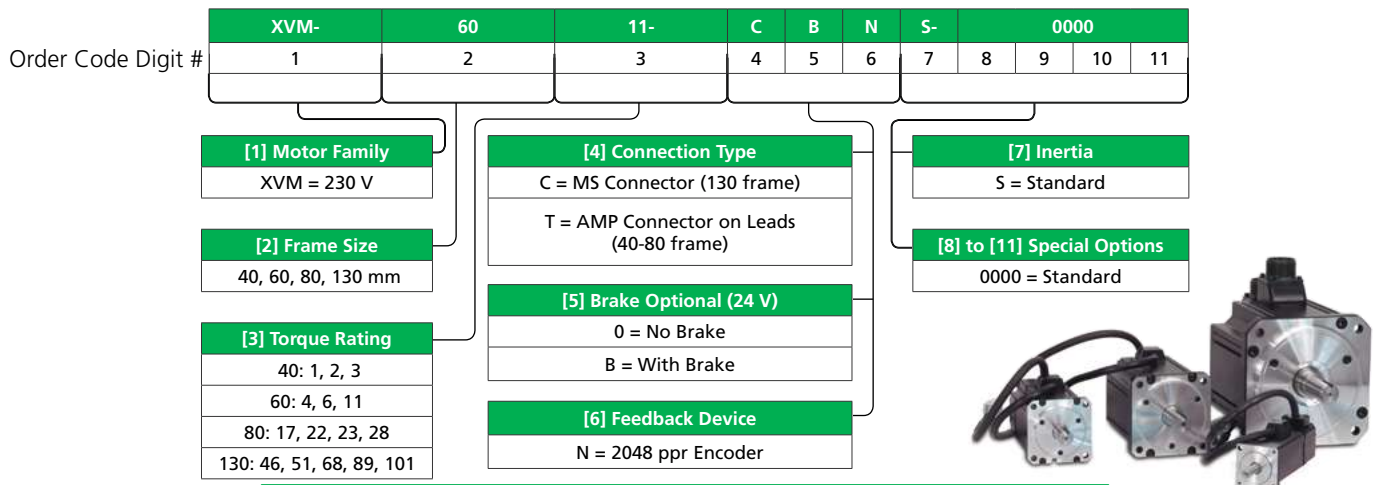 XVM- 60 11- C B N S- 0000
Order Code Digit # 1 2 3 4 5 6 7 8 9 10 11
[1] Motor Family
XVM = 230 V
[2] Frame Size
40, 60, 80, 130 mm
[3] Torque Rating
40: 1, 2, 3
60: 4, 6, 11
80: 17, 22, 23, 28
130: 46, 51, 68, 89, 101
[4] Connection Type
C = MS Connector (130 frame)
T = AMP Connector on Leads
(40-80 frame)
[5] Brake Optional (24 V)
0 = No Brake
B = With Brake
[6] Feedback Device
N = 2048 ppr Encoder
[7] Inertia
S = Standard
[8] to [11] Special Options
0000 = Standard